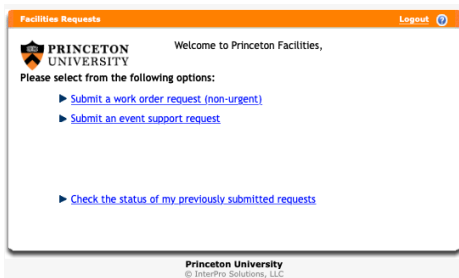 Facilities Requests
Logout ?
PRINCETON
UNIVERSITY
Welcome to Princeton Facilities,
Please select from the following options:
Submit a work order request (non-urgent)
Submit an event support request
Check the status of my previously submitted requests
Princeton University
© InterPro Solutions, LLC